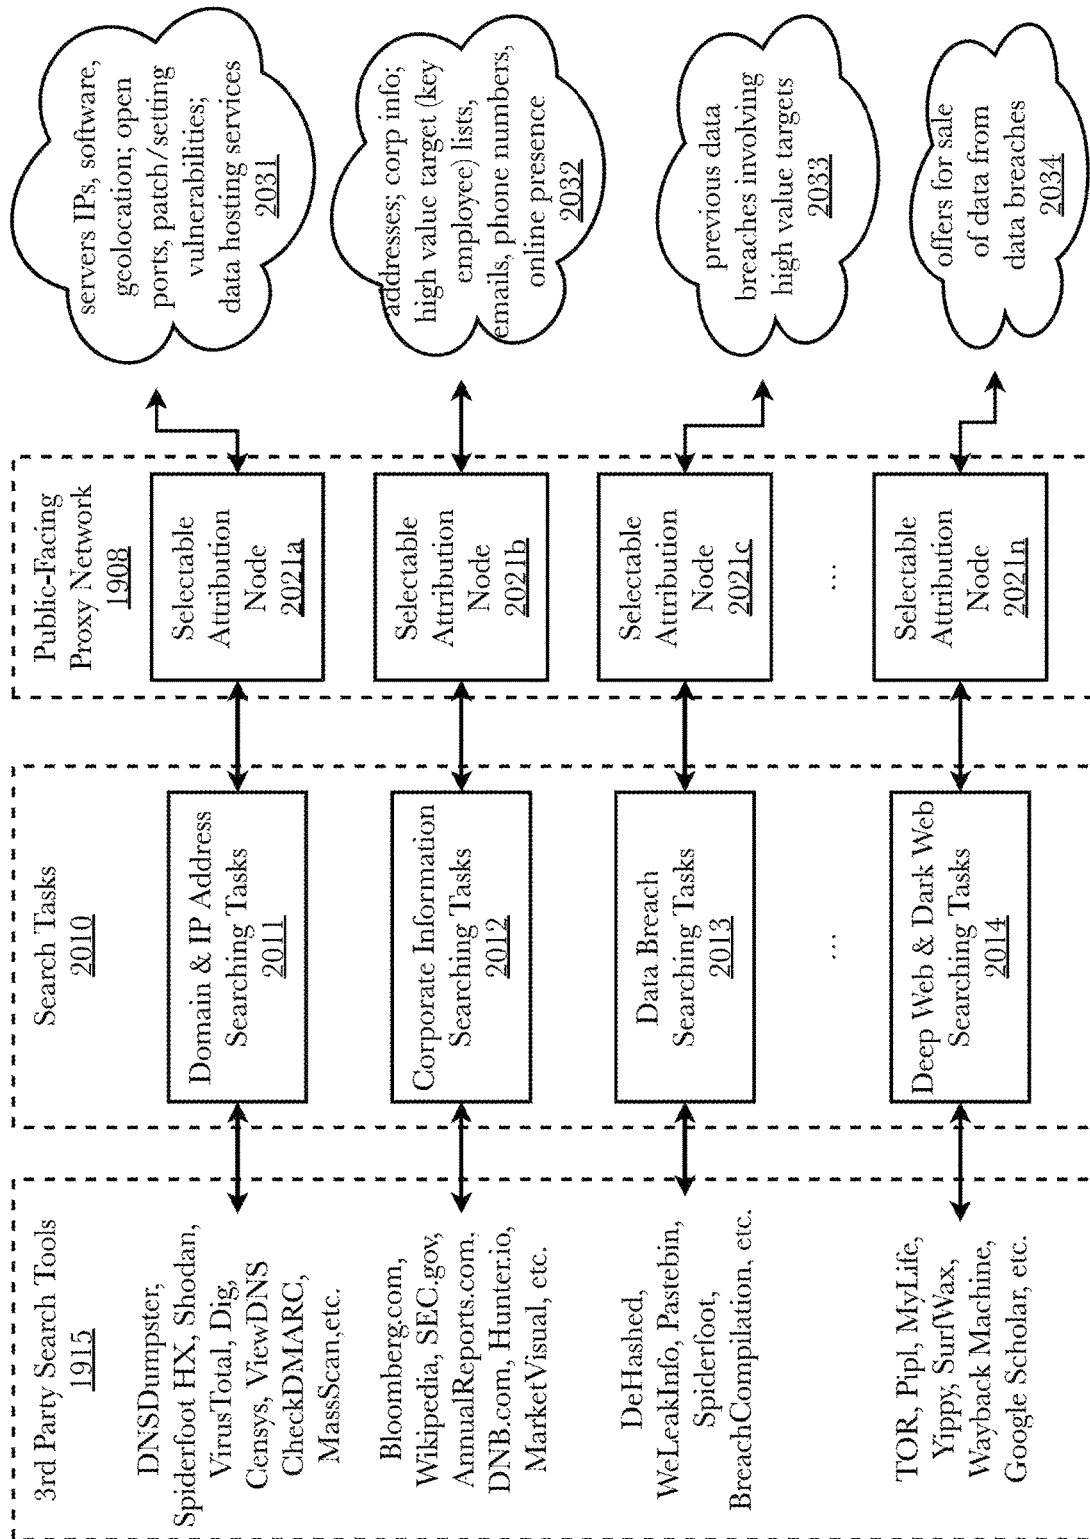 3rd Party Search Tools
1915
DNSDumpster,
Spiderfoot HX, Shodan,
VirusTotal, Dig,
Censys, ViewDNS
CheckDMARC,
MassScan,etc.
Bloomberg.com,
Wikipedia, SEC.gov,
AnnualReports.com,
DNB.com, Hunter.io,
MarketVisual, etc.
DeHashed,
WeLeakInfo, Pastebin,
Spiderfoot,
BreachCompilation, etc.
TOR, Pipl, MyLife,
Yippy, SurfWax,
Wayback Machine,
Google Scholar, etc.
Search Tasks
2010
Domain & IP Address
Searching Tasks
2011
Corporate Information
Searching Tasks
2012
Data Breach
Searching Tasks
2013
...
Deep Web & Dark Web
Searching Tasks
2014
Public-Facing
Proxy Network
1908
Selectable
Attribution
Node
2021a
Selectable
Attribution
Node
2021b
Selectable
Attribution
Node
2021c
...
Selectable
Attribution
Node
2021n
servers IPs, software,
geolocation; open
ports, patch/setting
vulnerabilities;
data hosting services
2031
addresses; corp info;
high value target (key
employee) lists,
emails, phone numbers,
online presence
2032
previous data
breaches involving
high value targets
2033
offers for sale
of data from
data breaches
2034